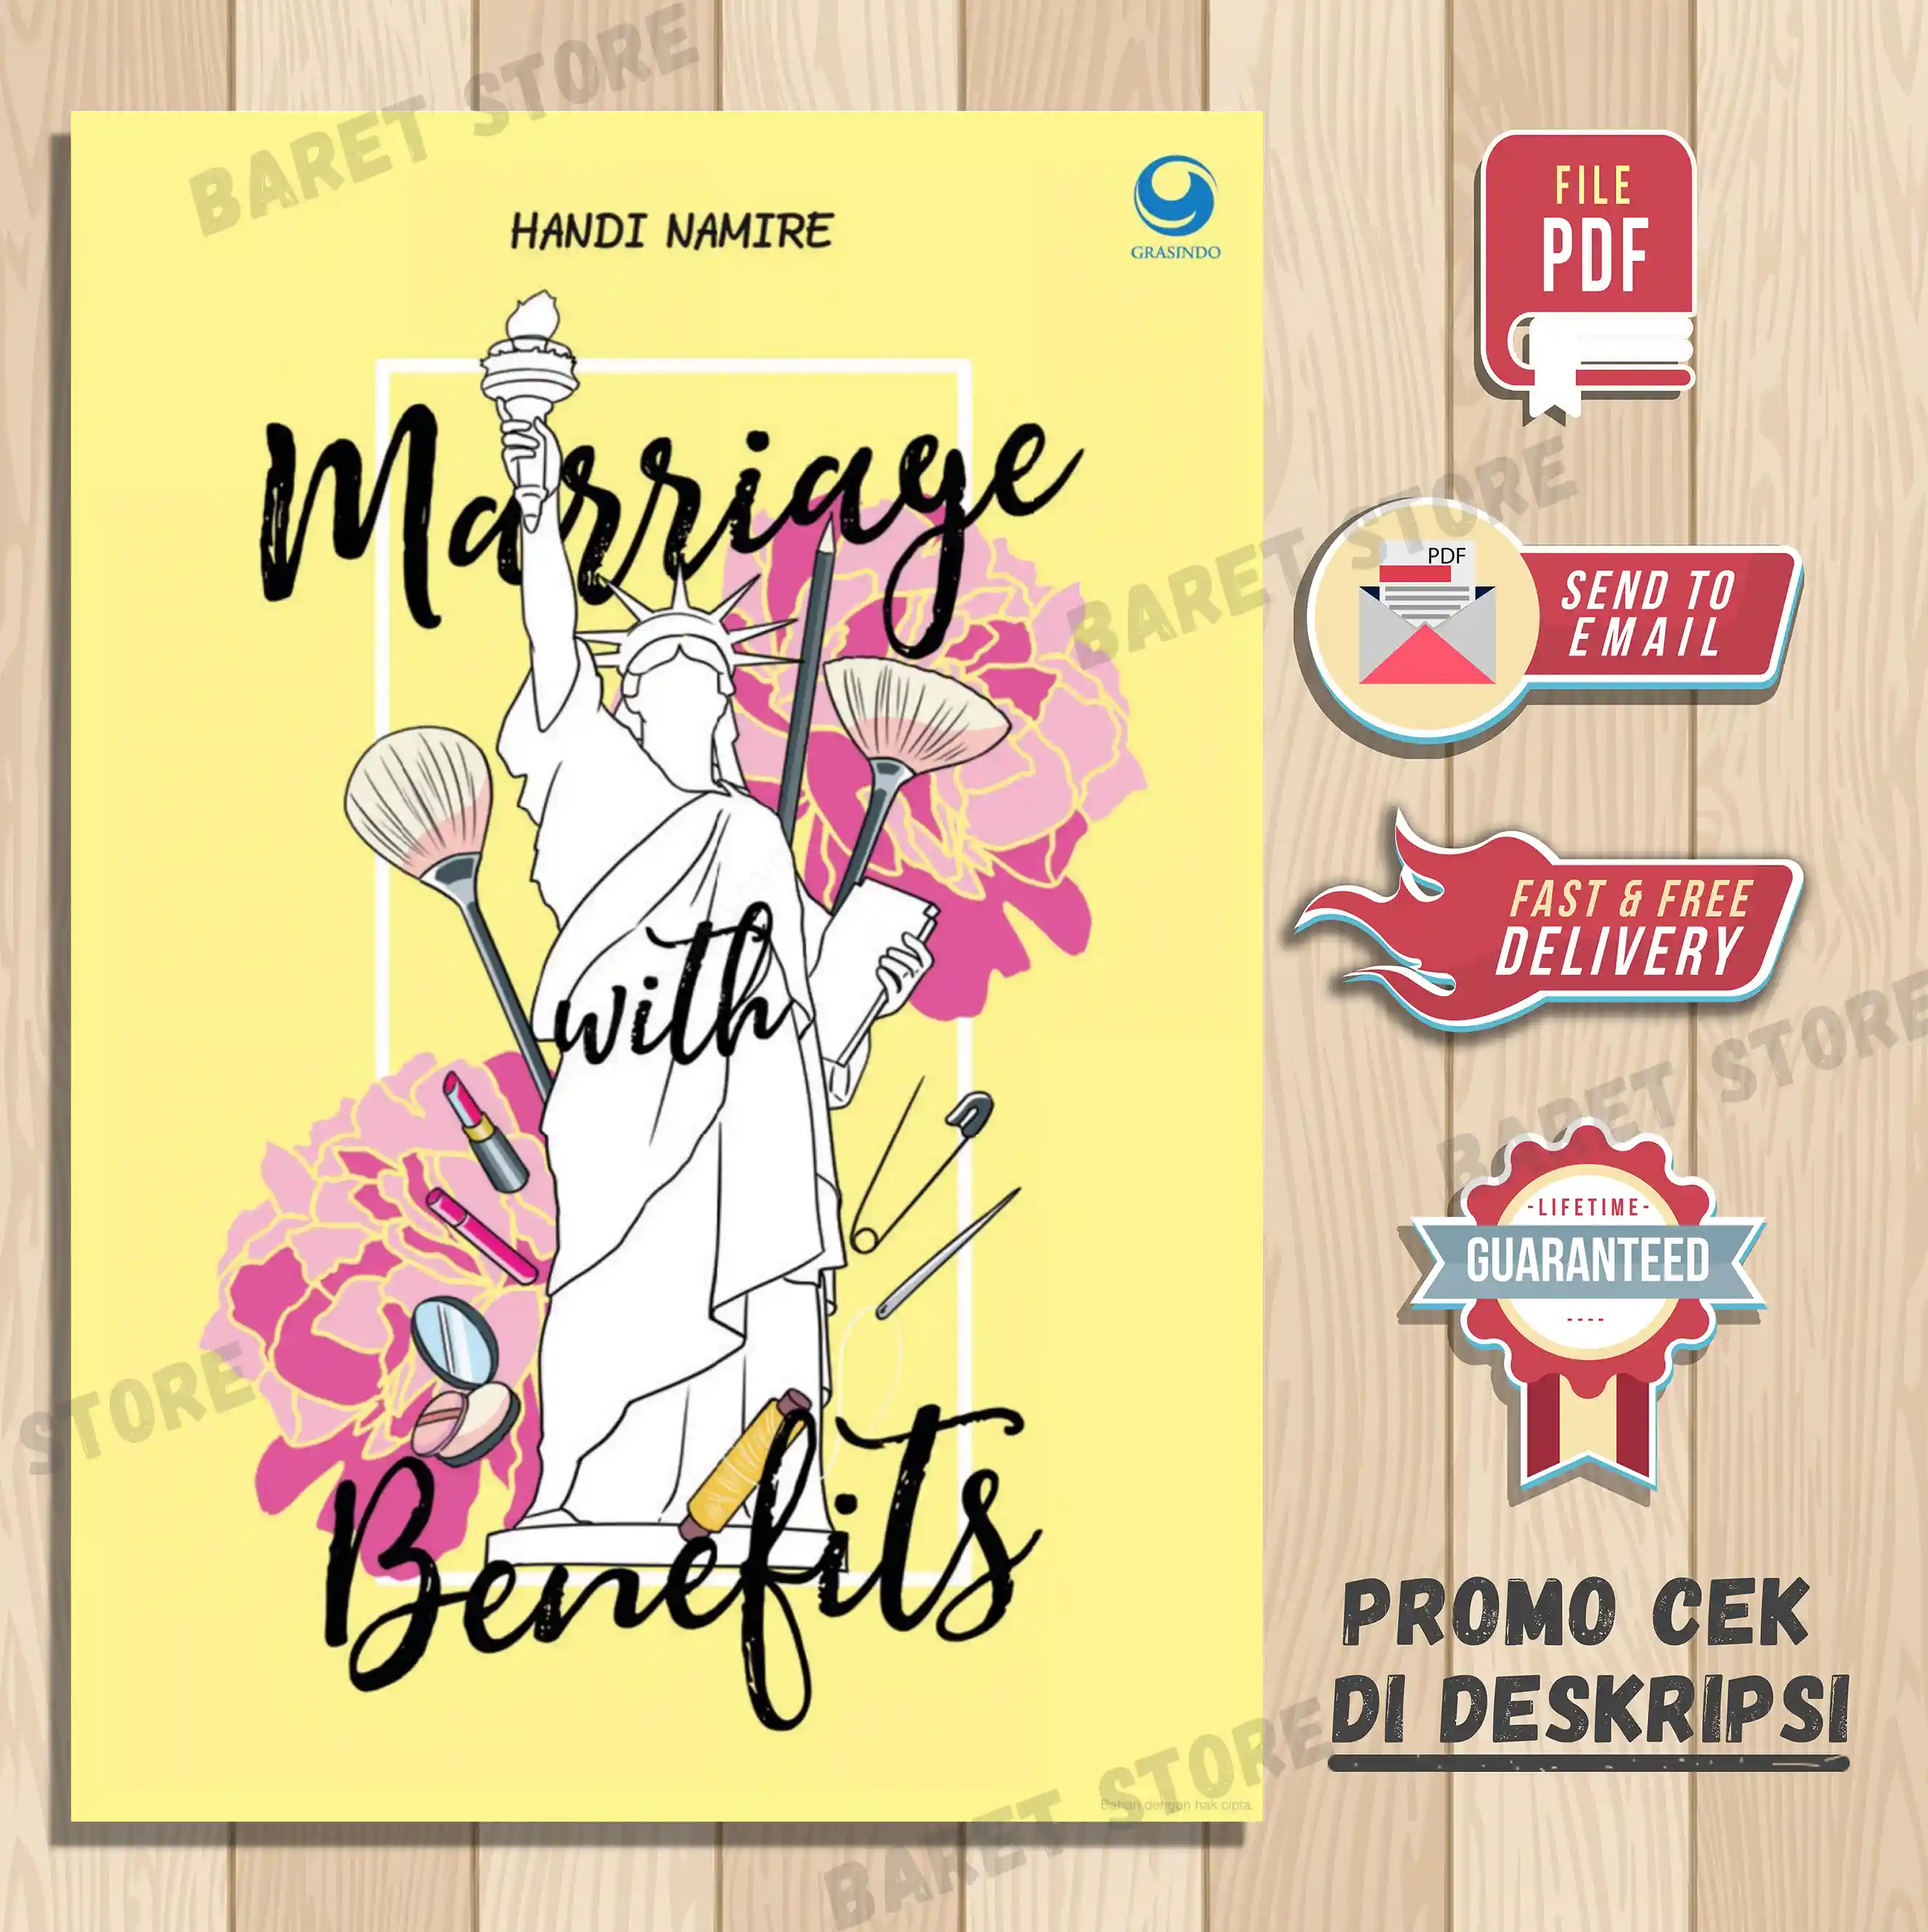 BARET STORE
HANDI NAMIRE
GRASINDO
Marriage
with
Benefits
Bahan dengan hak cipta
FILE
PDF
BARET STORE
PDF
SEND TO
EMAIL
FAST & FREE
DELIVERY
BARET STORE
-LIFETIME-
GUARANTEED
----
STORE
PROMO CEK
DI DESKRIPSI
BARET STORE